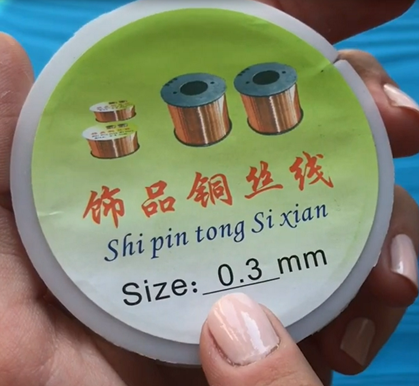 饰品铜丝线
Shi pin tong Si xian
Size: 0.3 mm